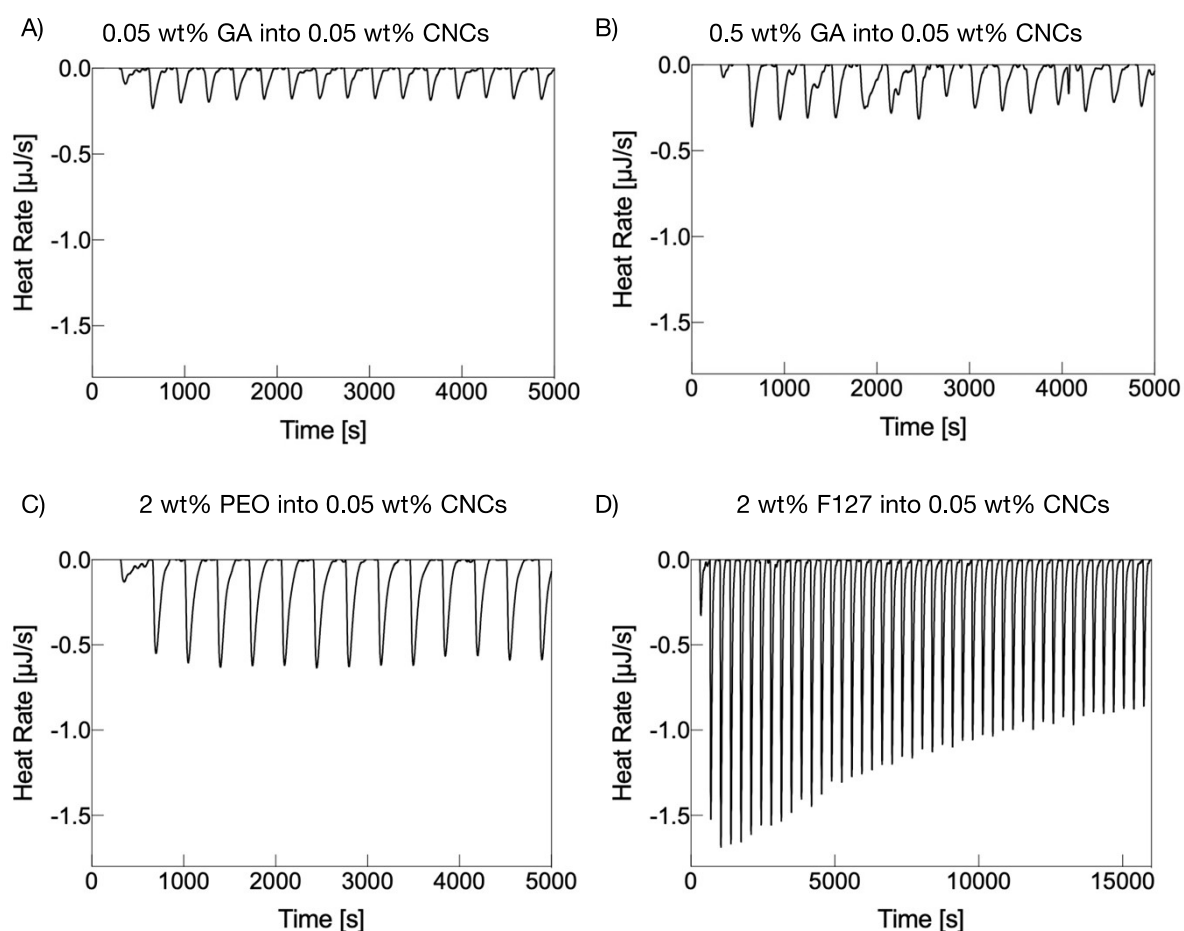 A) 0.05 wt% GA into 0.05 wt% CNCs
0.0
-0.5
-1.0
-1.5
Heat Rate [µJ/s]
0 1000 2000 3000 4000 5000
Time [s]
B) 0.5 wt% GA into 0.05 wt% CNCs
0.0
-0.5
-1.0
-1.5
Heat Rate [µJ/s]
0 1000 2000 3000 4000 5000
Time [s]
C) 2 wt% PEO into 0.05 wt% CNCs
0.0
-0.5
-1.0
-1.5
Heat Rate [µJ/s]
0 1000 2000 3000 4000 5000
Time [s]
D) 2 wt% F127 into 0.05 wt% CNCs
0.0
-0.5
-1.0
-1.5
Heat Rate [µJ/s]
0 5000 10000 15000
Time [s]